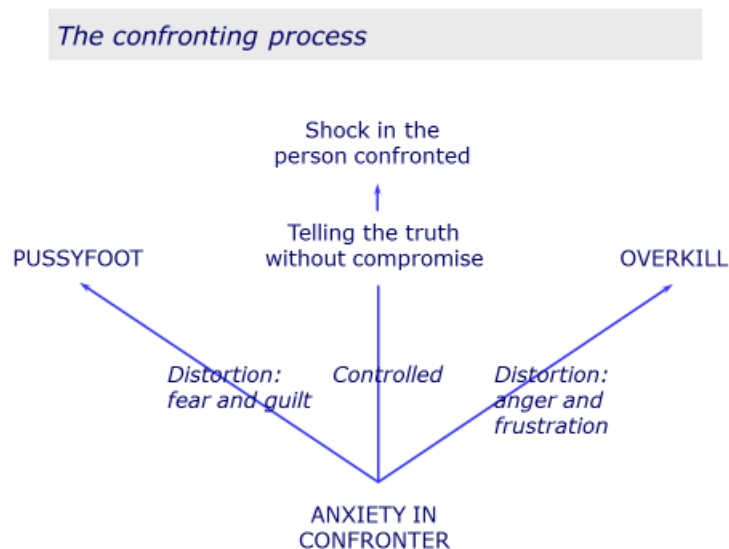 The confronting process
Shock in the
person confronted
Telling the truth
without compromise
PUSSYFOOT
OVERKILL
Distortion:
fear and guilt
Controlled
Distortion:
anger and
frustration
ANXIETY IN
CONFRONTER